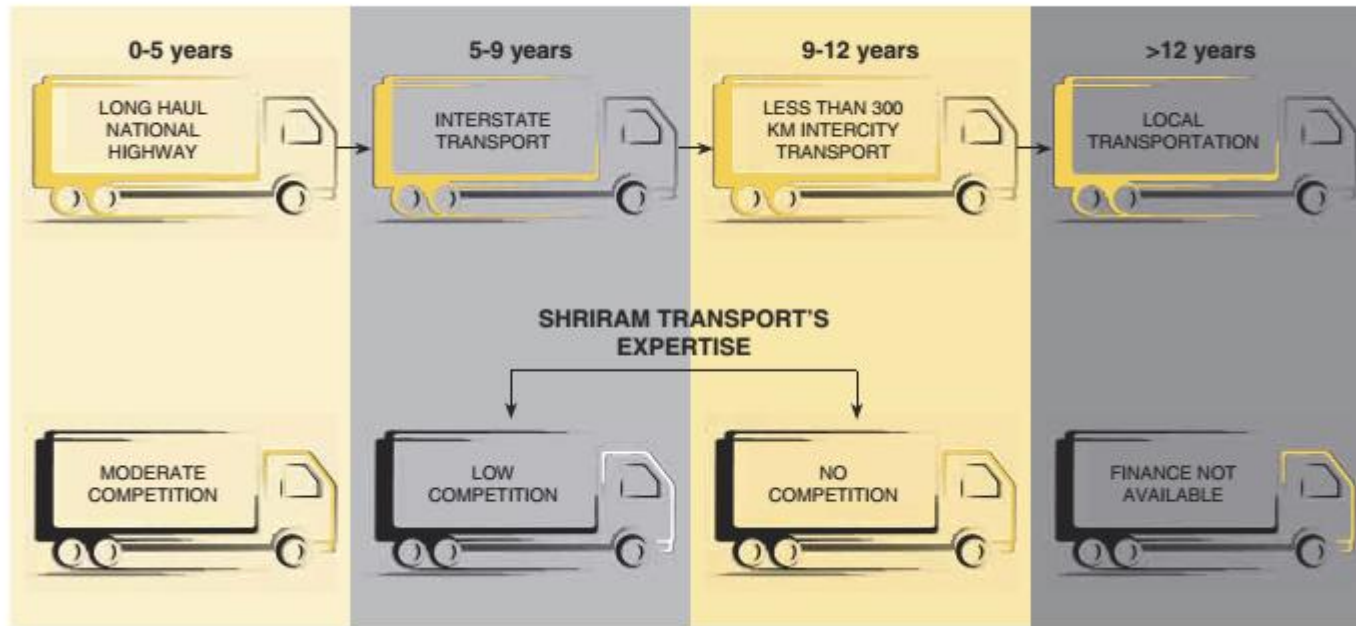 0-5 years
5-9 years
9-12 years
>12 years
LONG HAUL
NATIONAL
HIGHWAY
INTERSTATE
TRANSPORT
LESS THAN 300
KM INTERCITY
TRANSPORT
LOCAL
TRANSPORTATION
SHRIRAM TRANSPORT'S
EXPERTISE
MODERATE
COMPETITION
LOW
COMPETITION
NO
COMPETITION
FINANCE NOT
AVAILABLE